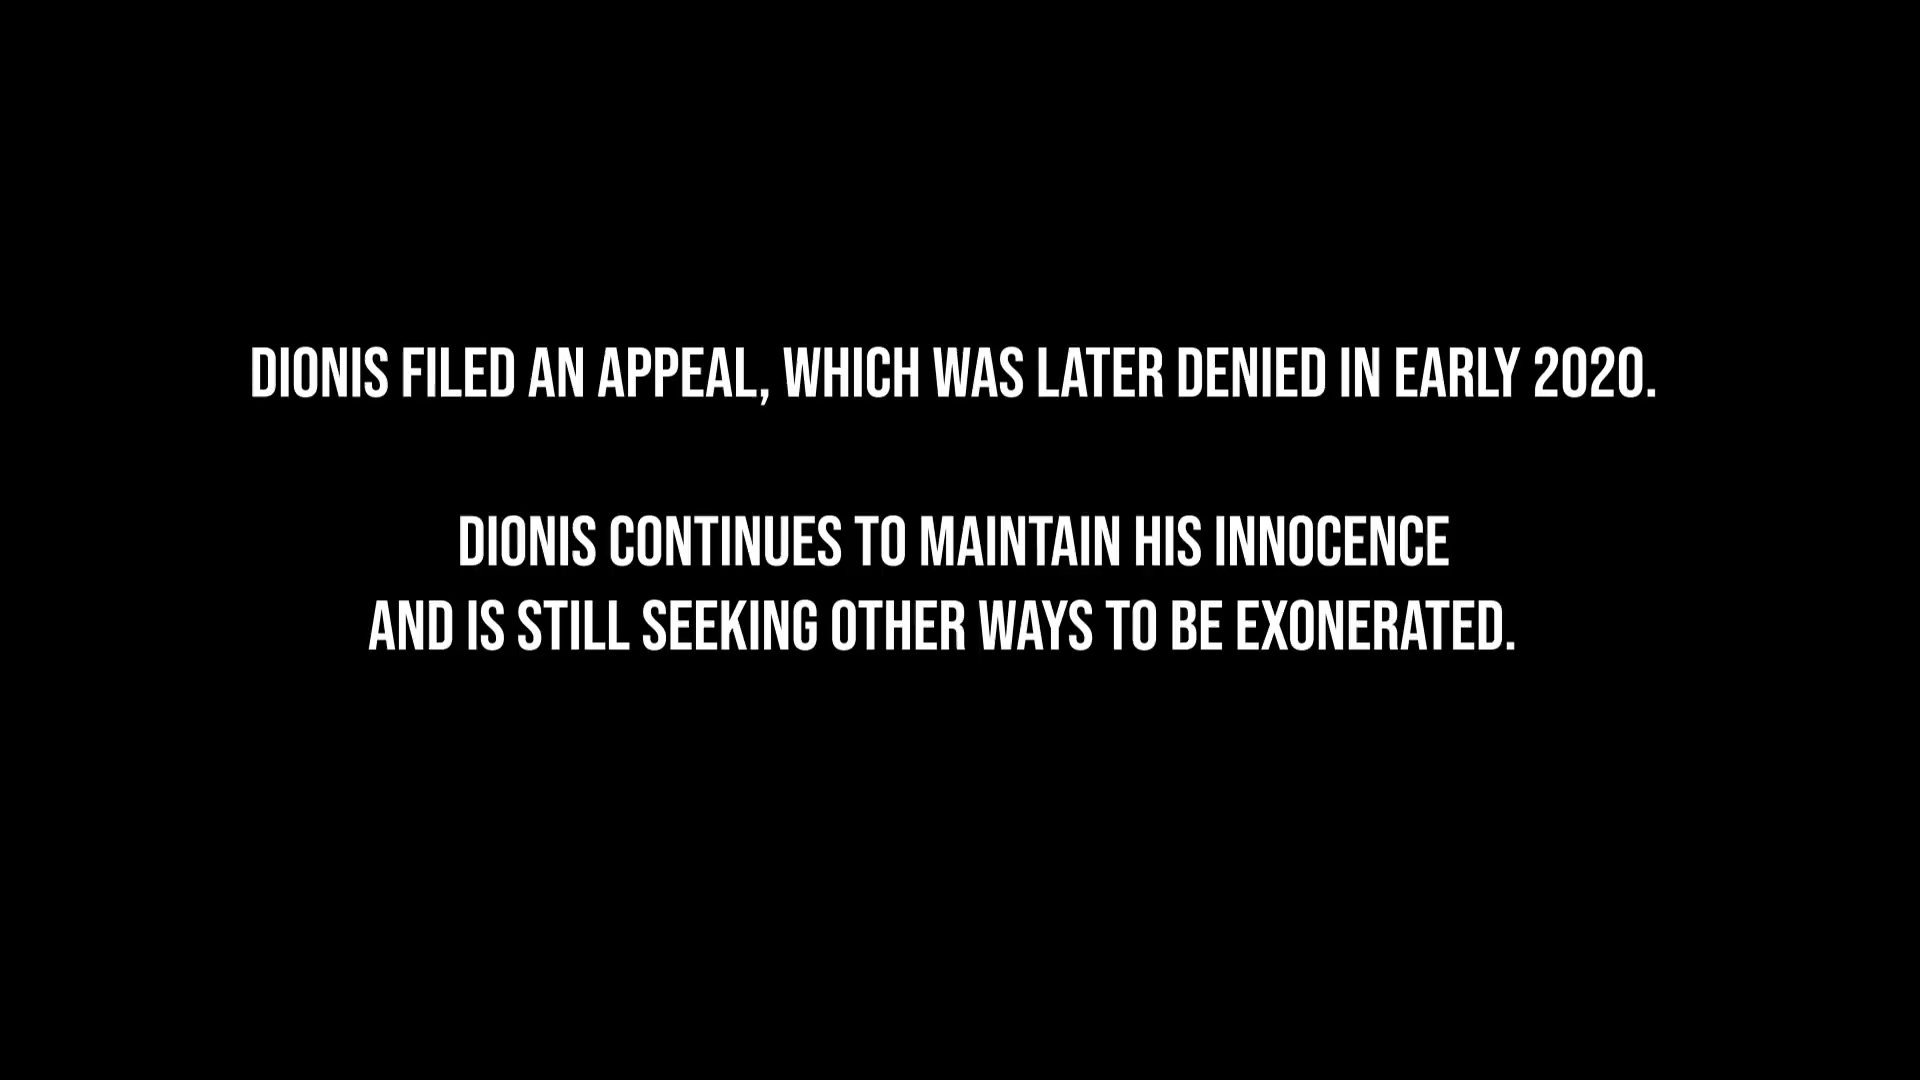 DIONIS FILED AN APPEAL, WHICH WAS LATER DENIED IN EARLY 2020.
DIONIS CONTINUES TO MAINTAIN HIS INNOCENCE
AND IS STILL SEEKING OTHER WAYS TO BE EXONERATED.